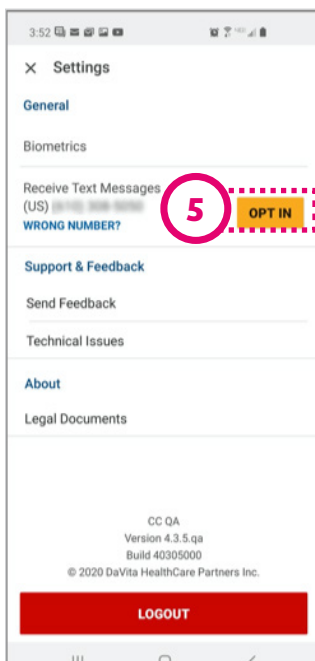 3:52
× Settings
General
Biometrics
Receive Text Messages
(US)
WRONG NUMBER?
5
OPT IN
Support & Feedback
Send Feedback
Technical Issues
About
Legal Documents
CC QA
Version 4.3.5.qa
Build 40305000
© 2020 DaVita HealthCare Partners Inc.
LOGOUT